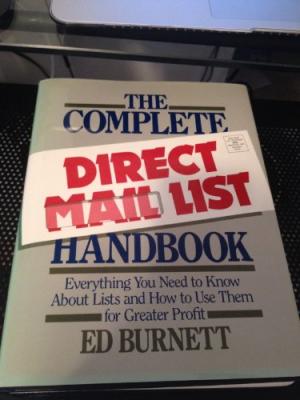 THE
COMPLETE
DIRECT
MAIL LIST
HANDBOOK
Everything You Need to Know
About Lists and How to Use Them
for Greater Profit
ED BURNETT